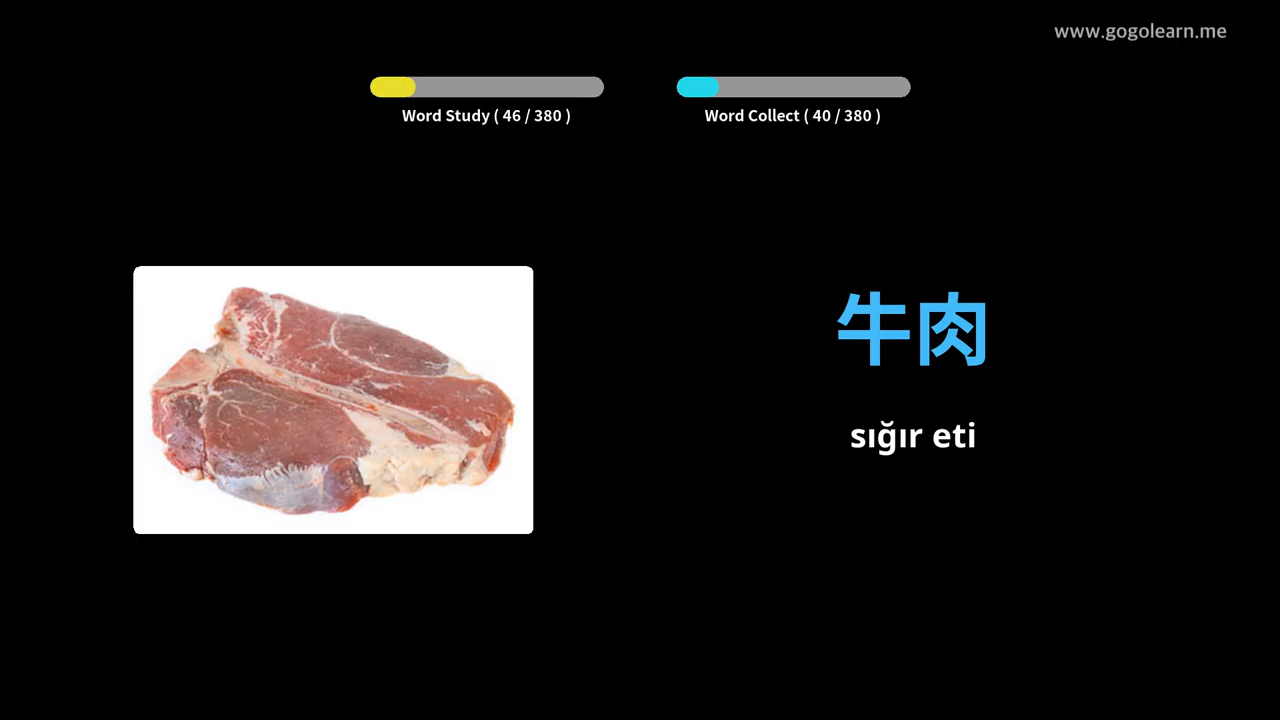 www.gogolearn.me
Word Study ( 46 / 380 )
Word Collect ( 40 / 380 )
牛肉
sığır eti